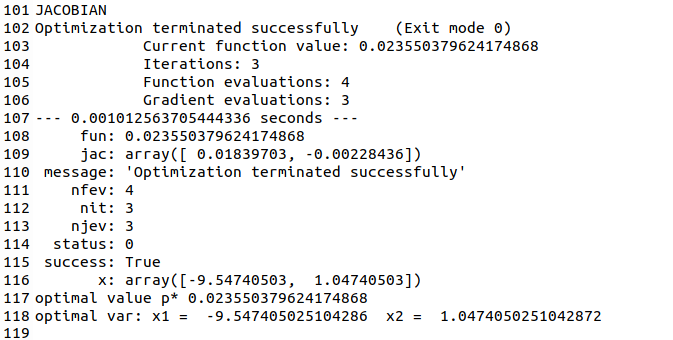 101 JACOBIAN
102 Optimization terminated successfully    (Exit mode 0)
103             Current function value: 0.023550379624174868
104             Iterations: 3
105             Function evaluations: 4
106             Gradient evaluations: 3
107 --- 0.001012563705444336 seconds ---
108      fun: 0.023550379624174868
109      jac: array([ 0.01839703, -0.00228436])
110  message: 'Optimization terminated successfully'
111     nfev: 4
112      nit: 3
113     njev: 3
114   status: 0
115  success: True
116        x: array([-9.54740503,  1.04740503])
117 optimal value p* 0.023550379624174868
118 optimal var: x1 =  -9.547405025104286  x2 =  1.0474050251042872
119